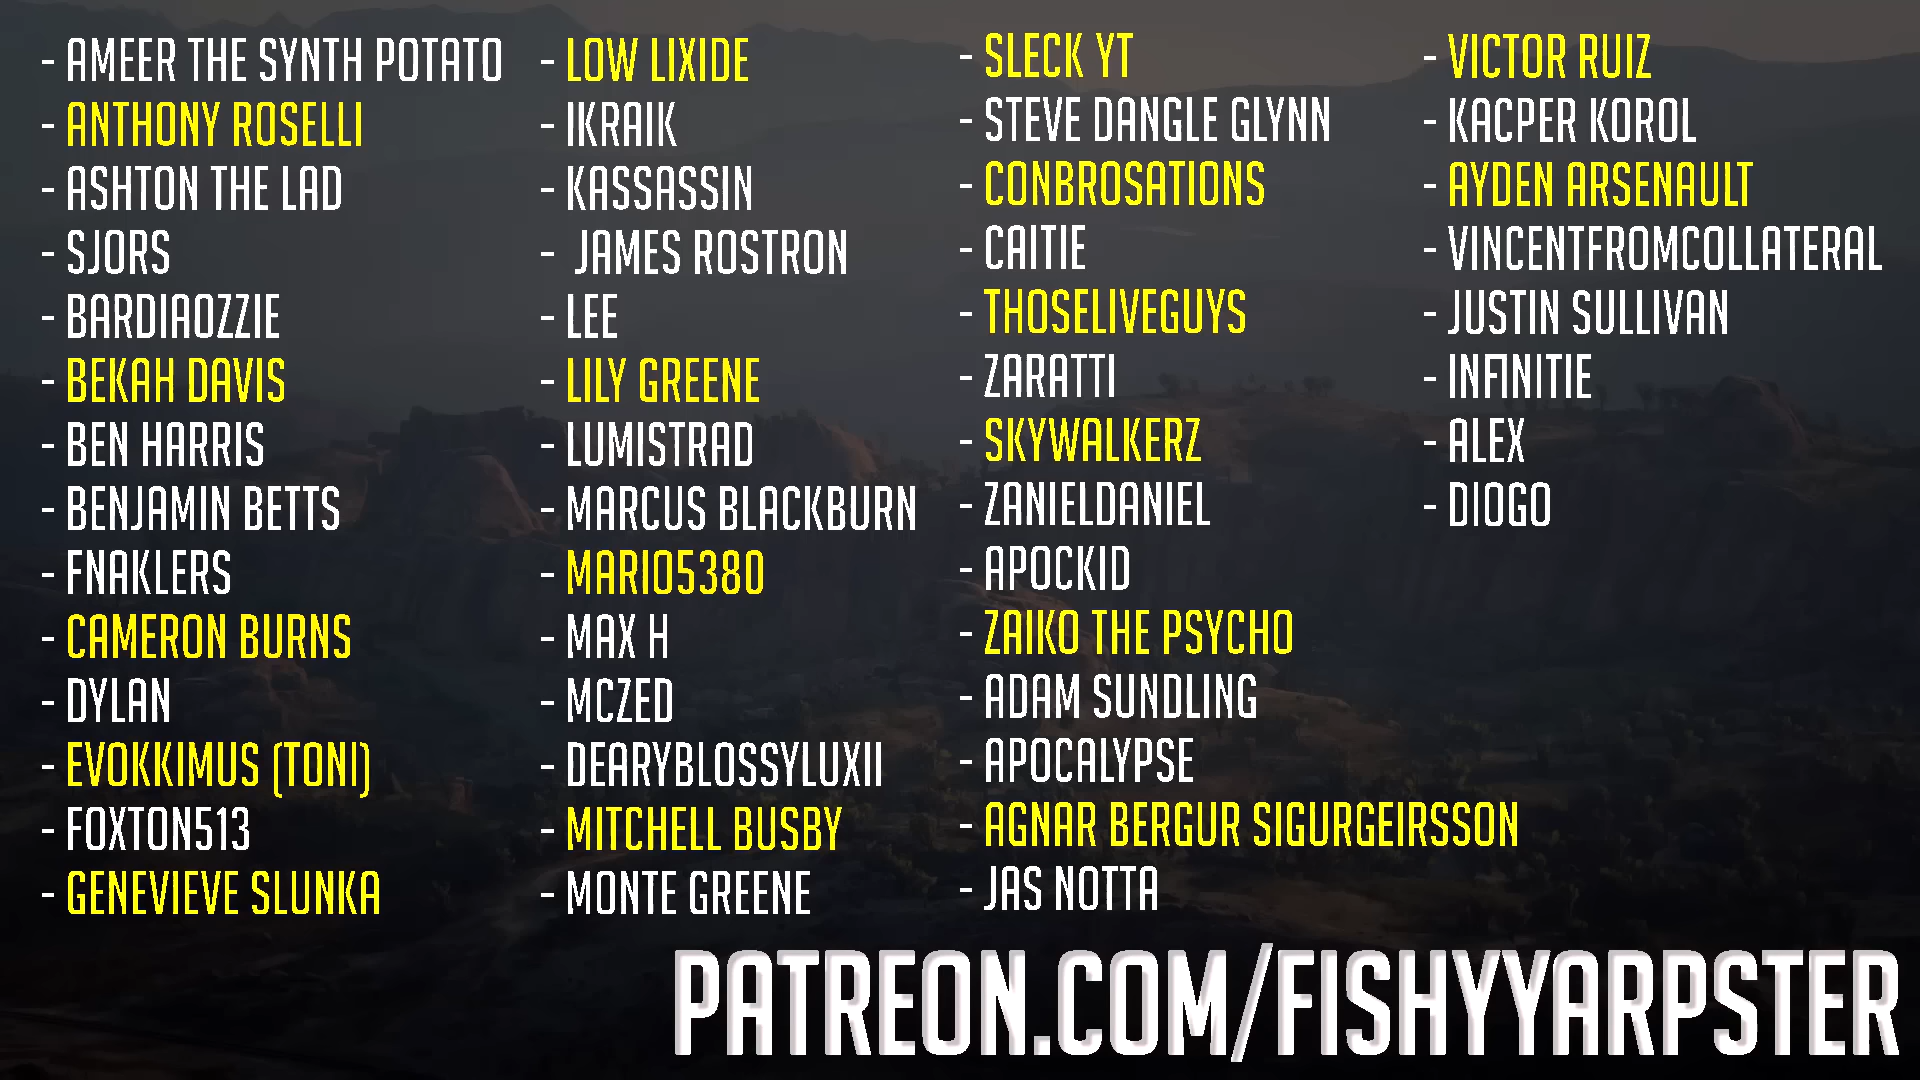 - AMEER THE SYNTH POTATO
- ANTHONY ROSELLI
- ASHTON THE LAD
- SJORS
- BARDIAOZZIE
- BEKAH DAVIS
- BEN HARRIS
- BENJAMIN BETTS
- FNAKLERS
- CAMERON BURNS
- DYLAN
- EVOKKIMUS (TONI)
- FOXTON513
- GENEVIEVE SLUNKA
- LOW LIXIDE
- IKRAIK
- KASSASSIN
- JAMES ROSTRON
- LEE
- LILY GREENE
- LUMISTRAD
- MARCUS BLACKBURN
- MARIO5380
- MAX H
- MCZED
- DEARYBLOSSYLUXII
- MITCHELL BUSBY
- MONTE GREENE
- SLECK YT
- STEVE DANGLE GLYNN
- CONBROSATIONS
- CAITIE
- THOSELIVEGUYS
- ZARATTI
- SKYWALKERZ
- ZANIELDANIEL
- APOCKID
- ZAIKO THE PSYCHO
- ADAM SUNDLING
- APOCALYPSE
- AGNAR BERGUR SIGURGEIRSSON
- JAS NOTTA
- VICTOR RUIZ
- KACPER KOROL
- AYDEN ARSENAULT
- VINCENTFROMCOLLATERAL
- JUSTIN SULLIVAN
- INFINITIE
- ALEX
- DIOGO
PATREON.COM/FISHYYARPSTER